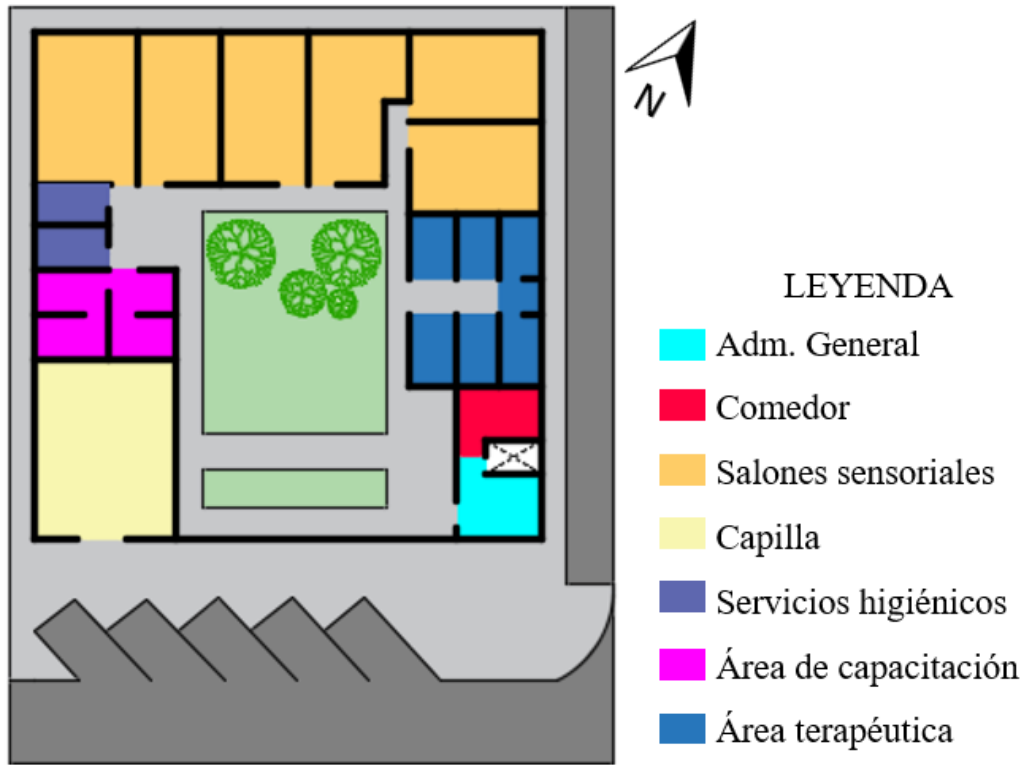 N
LEYENDA
Adm. General
Comedor
Salones sensoriales
Capilla
Servicios higiénicos
Área de capacitación
Área terapéutica